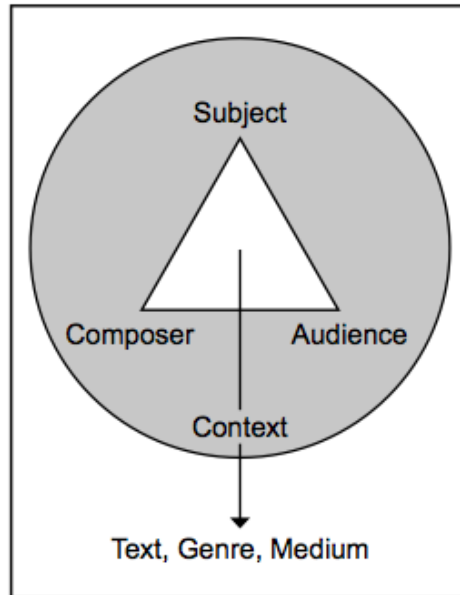 Subject
Composer Audience
Context
Text, Genre, Medium